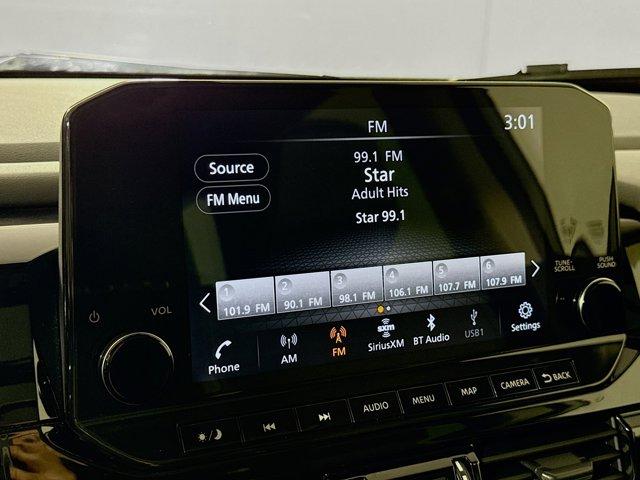 FM
3:01
Source
FM Menu
99.1 FM
Star
Adult Hits
Star 99.1
1 2 3 4 5 6
101.9 FM 90.1 FM 98.1 FM 106.1 FM 107.7 FM 107.9 FM
Phone AM FM sxm SiriusXM BT Audio USB1 Settings
VOL
TUNE-SCROLL
PUSH SOUND
AUDIO MENU MAP CAMERA BACK